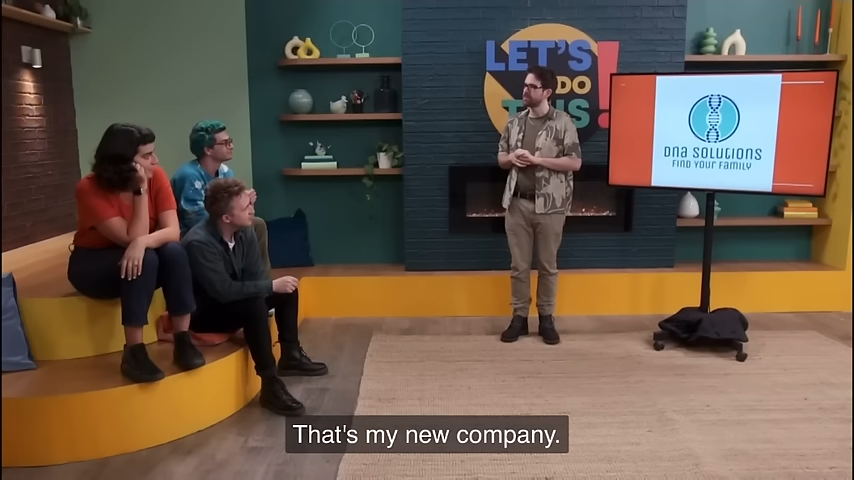 LET'S
DO
THIS!
DNA SOLUTIONS
FIND YOUR FAMILY
That's my new company.